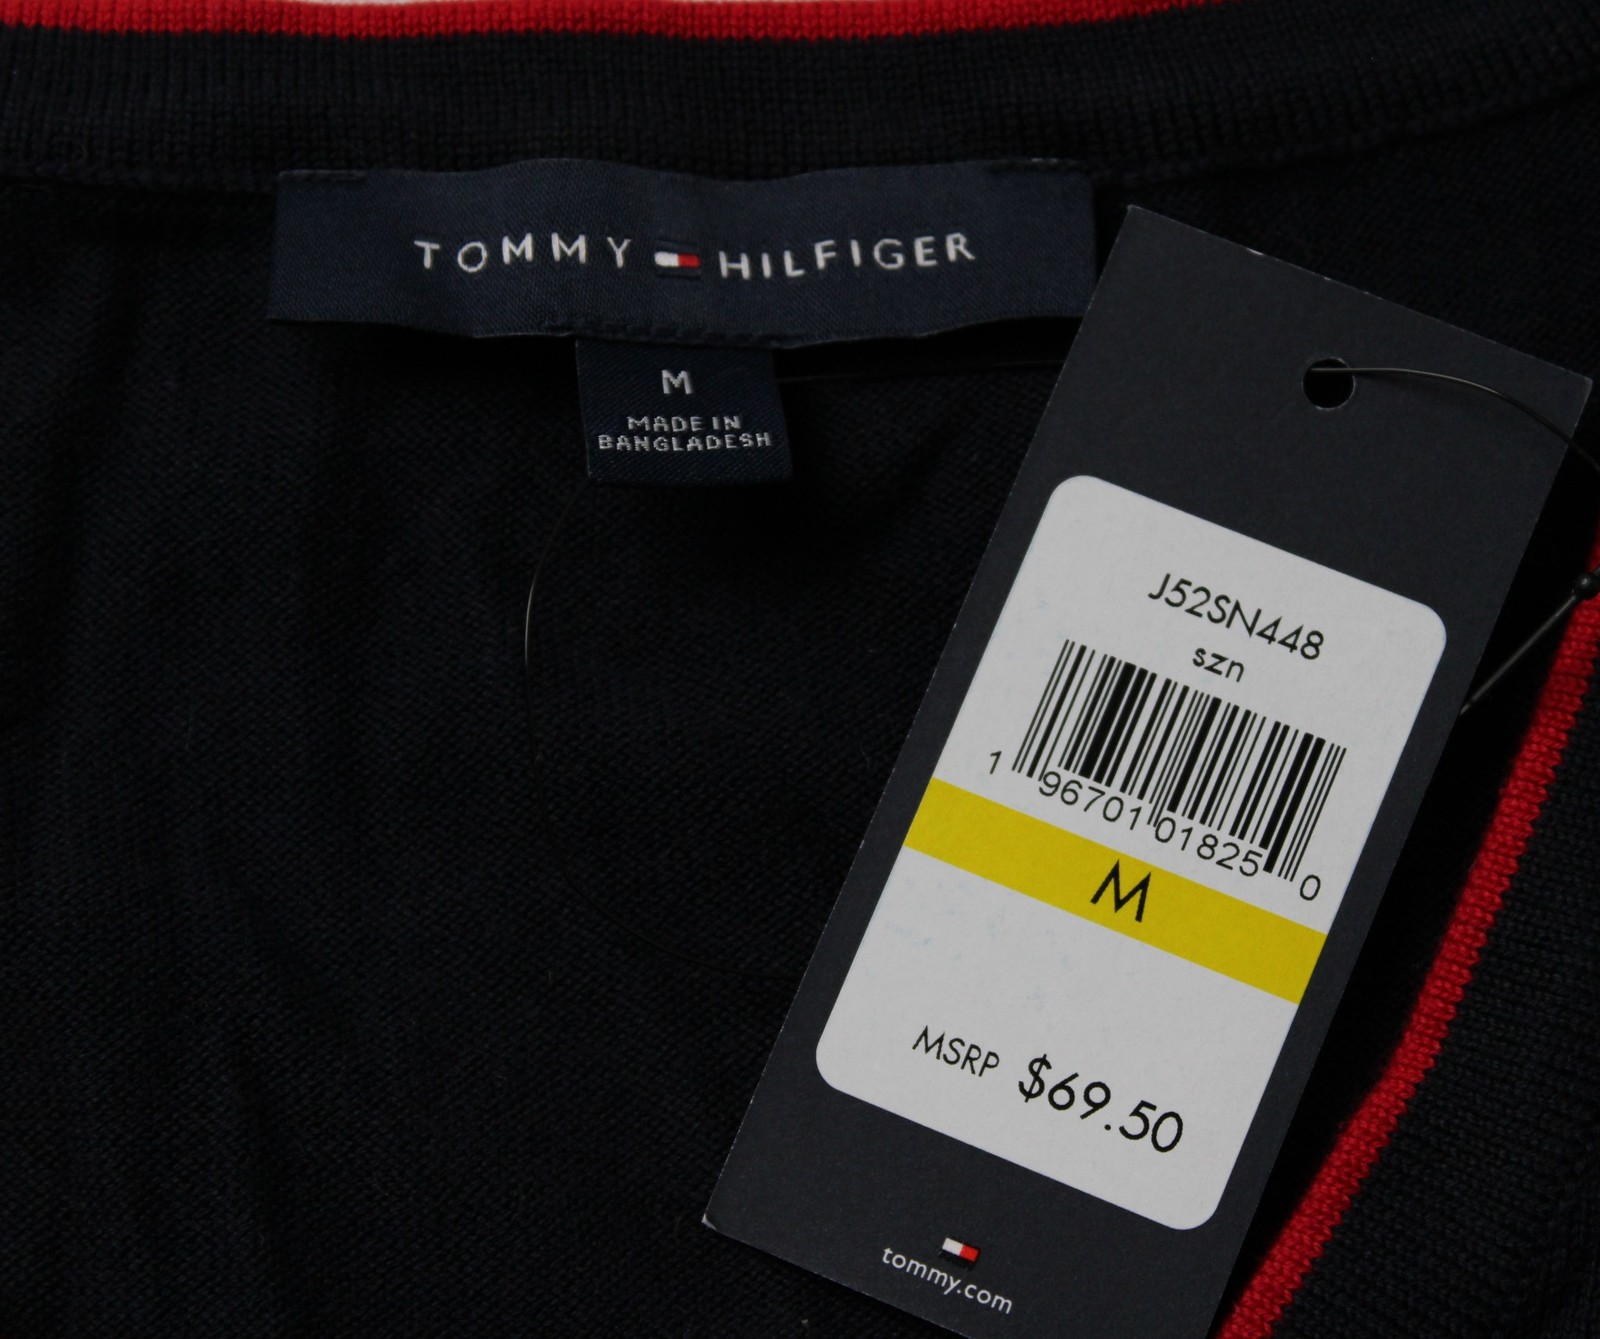 TOMMY HILFIGER
M
MADE IN
BANGLADESH
J52SN448
szn
1 96701 01825 0
M
MSRP $69.50
tommy.com